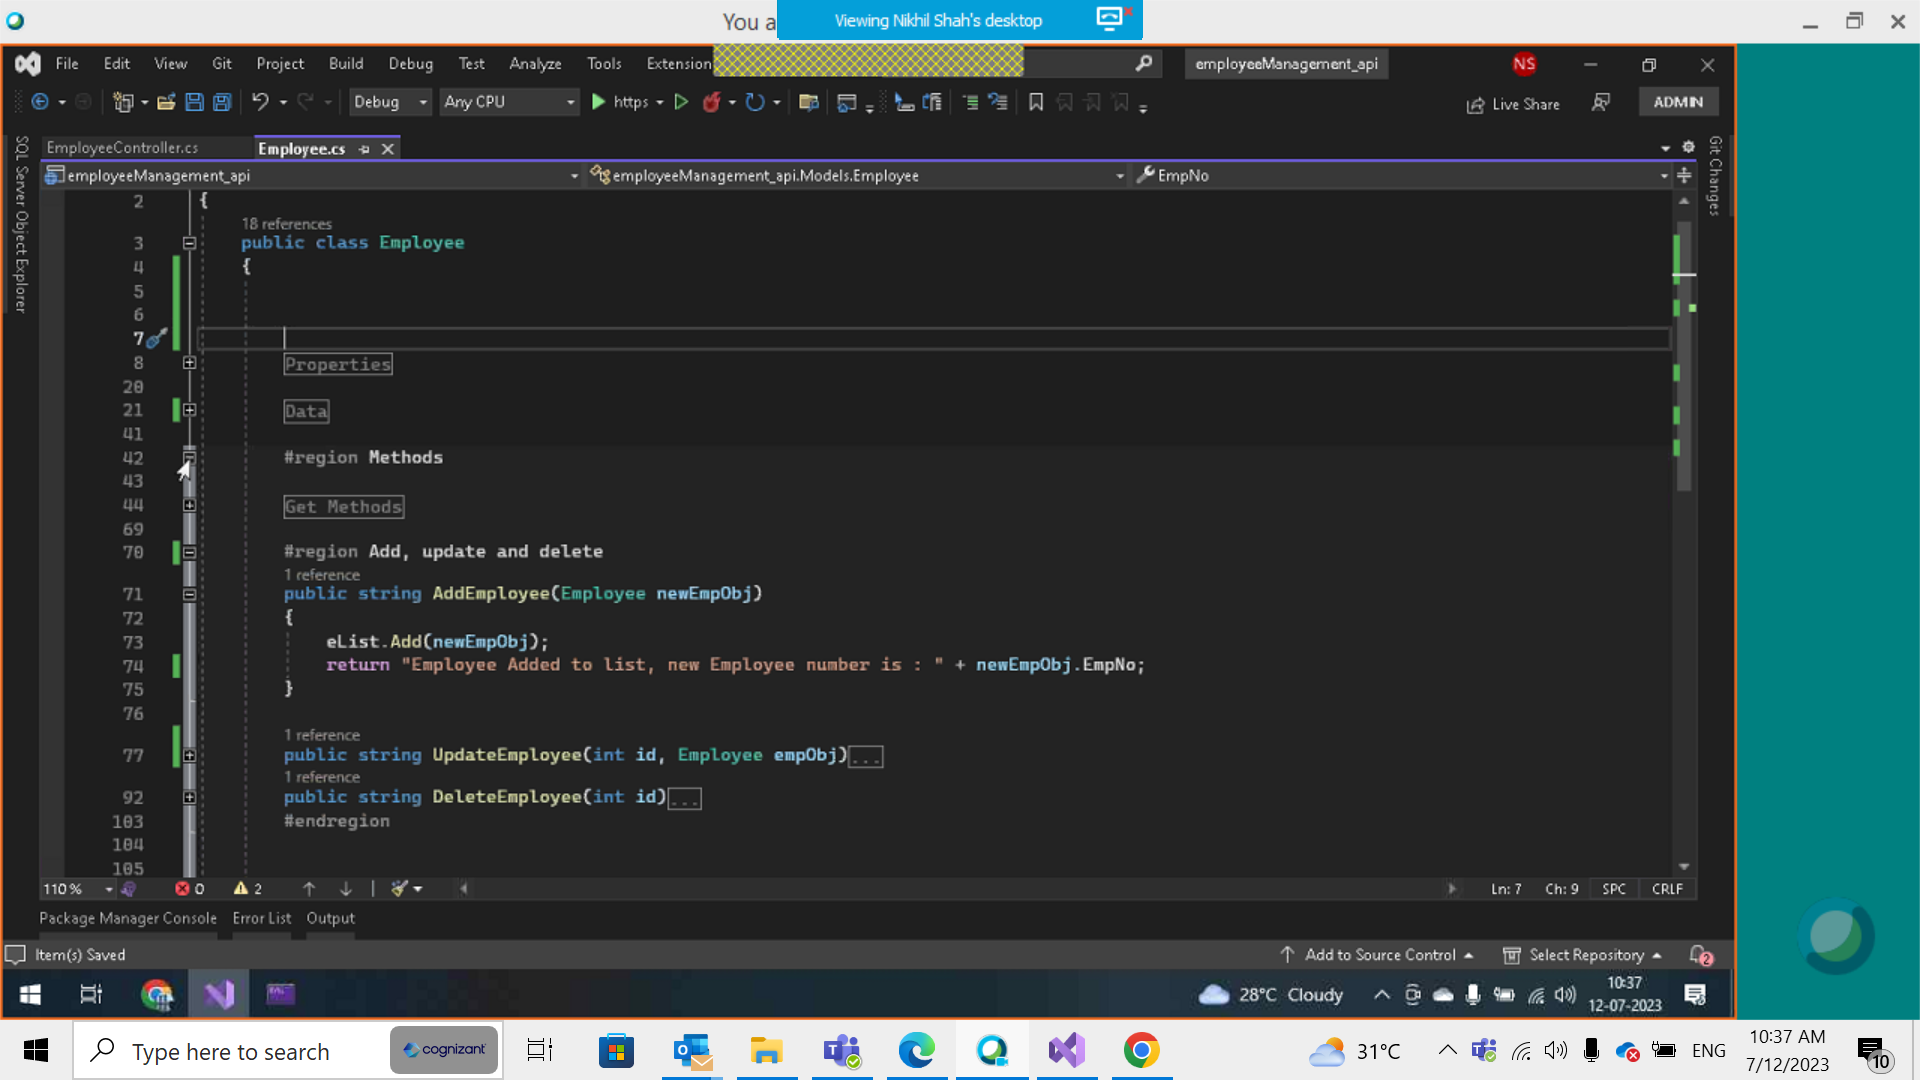 You a
Viewing Nikhil Shah's desktop
File Edit View Git Project Build Debug Test Analyze Tools Extension
employeeManagement_api
NS
Debug Any CPU https
Live Share
ADMIN
EmployeeController.cs Employee.cs
employeeManagement_api employeeManagement_api.Models.Employee EmpNo
SQL Server Object Explorer
Git Changes
2 {
18 references
3 public class Employee
4 {
5
6
7
8 Properties
20
21 Data
41
42 #region Methods
43
44 Get Methods
69
70 #region Add, update and delete
1 reference
71 public string AddEmployee(Employee newEmpObj)
72 {
73 eList.Add(newEmpObj);
74 return "Employee Added to list, new Employee number is : " + newEmpObj.EmpNo;
75 }
76
1 reference
77 public string UpdateEmployee(int id, Employee empObj)...
1 reference
92 public string DeleteEmployee(int id)...
103 #endregion
104
105
110 % 0 2 Ln: 7 Ch: 9 SPC CRLF
Package Manager Console Error List Output
Item(s) Saved Add to Source Control Select Repository 2
28°C Cloudy
10:37
12-07-2023
Type here to search
cognizant
31°C
ENG
10:37 AM
7/12/2023
10